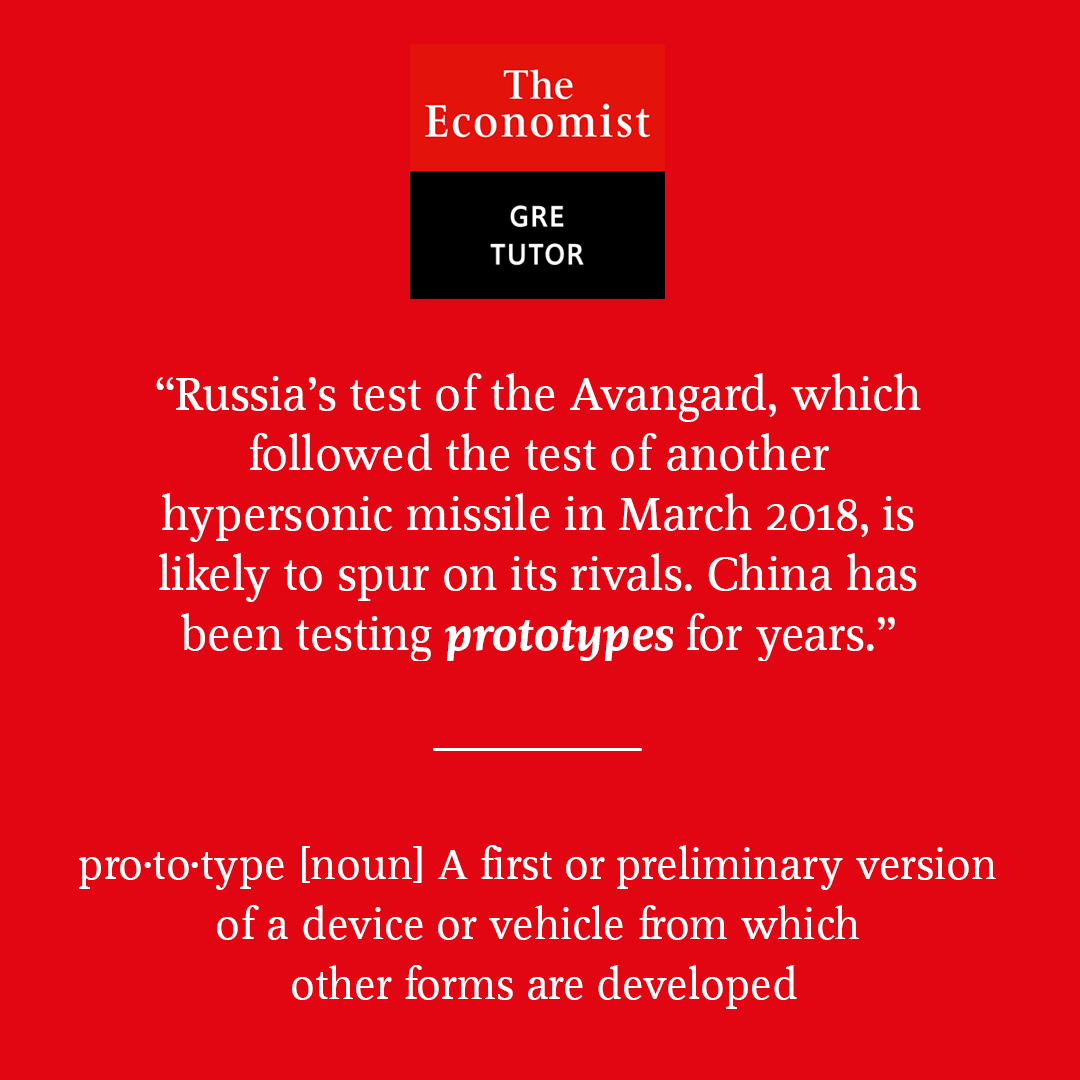 The
Economist
GRE
TUTOR
“Russia’s test of the Avangard, which
followed the test of another
hypersonic missile in March 2018, is
likely to spur on its rivals. China has
been testing prototypes for years.”
pro·to·type [noun] A first or preliminary version
of a device or vehicle from which
other forms are developed